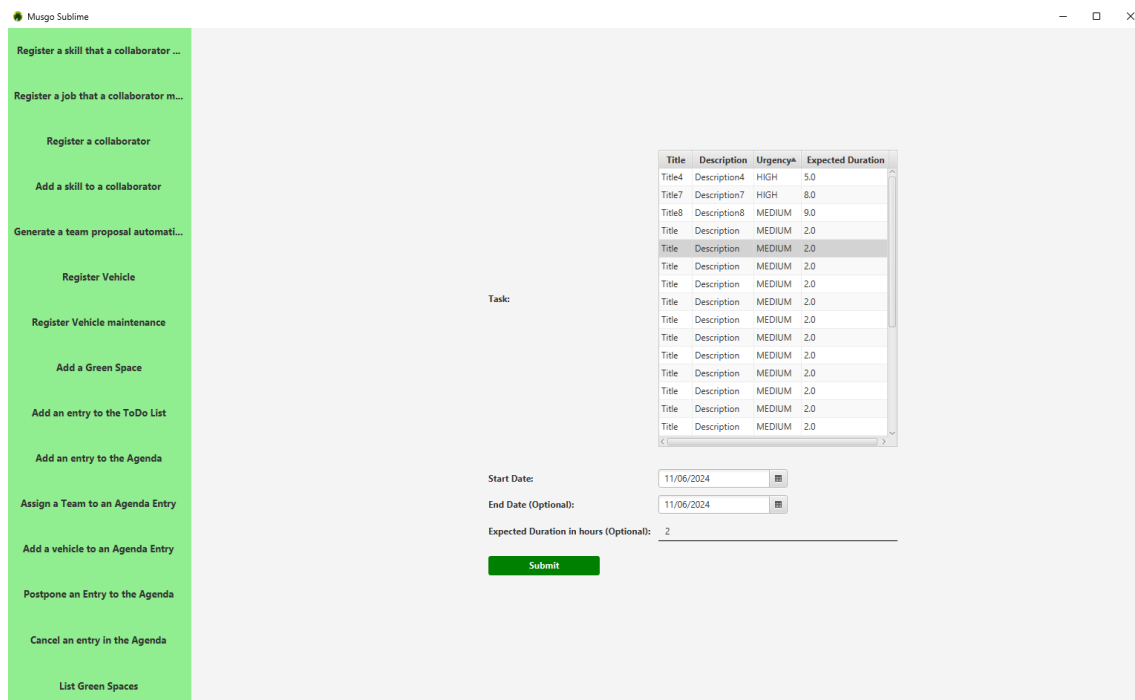 Musgo Sublime
Register a skill that a collaborator ...
Register a job that a collaborator m...
Register a collaborator
Add a skill to a collaborator
Generate a team proposal automati...
Register Vehicle
Register Vehicle maintenance
Add a Green Space
Add an entry to the ToDo List
Add an entry to the Agenda
Assign a Team to an Agenda Entry
Add a vehicle to an Agenda Entry
Postpone an Entry to the Agenda
Cancel an entry in the Agenda
List Green Spaces
Task:
Title Description Urgency Expected Duration
Title4 Description4 HIGH 5.0
Title7 Description7 HIGH 8.0
Title8 Description8 MEDIUM 9.0
Title Description MEDIUM 2.0
Title Description MEDIUM 2.0
Title Description MEDIUM 2.0
Title Description MEDIUM 2.0
Title Description MEDIUM 2.0
Title Description MEDIUM 2.0
Title Description MEDIUM 2.0
Title Description MEDIUM 2.0
Title Description MEDIUM 2.0
Title Description MEDIUM 2.0
Title Description MEDIUM 2.0
Title Description MEDIUM 2.0
Start Date: 11/06/2024
End Date (Optional): 11/06/2024
Expected Duration in hours (Optional): 2
Submit